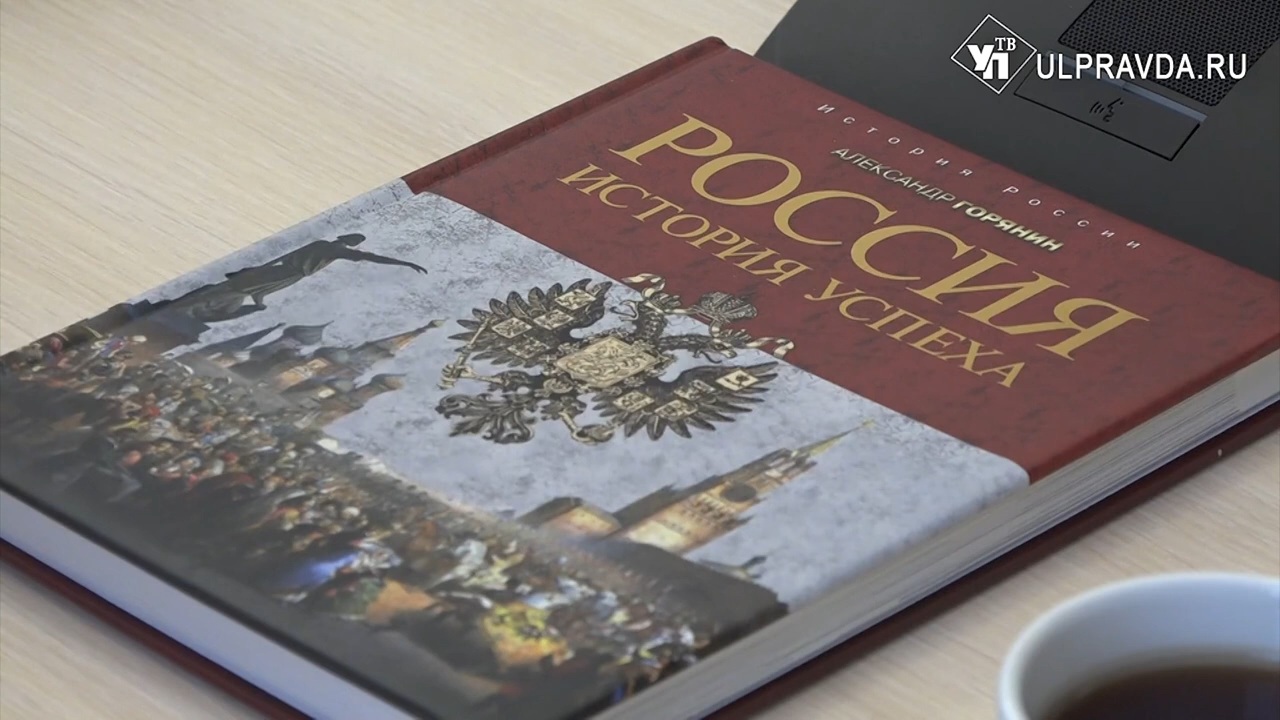 УП ТВ
ULPRAVDA.RU
История России
АЛЕКСАНДР ГОРЯНИН
РОССИЯ
ИСТОРИЯ УСПЕХА